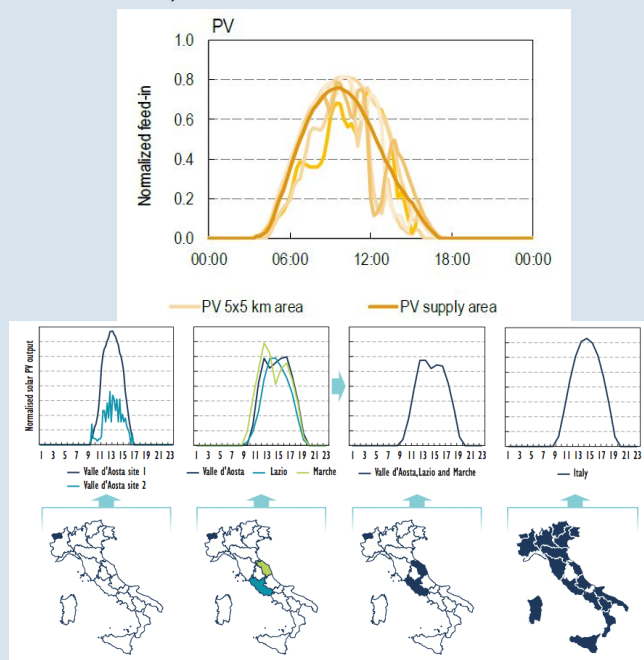 PV
1.0
0.8
0.6
0.4
0.2
0.0
Normalized feed-in
00:00 06:00 12:00 18:00 00:00
PV 5x5 km area PV supply area
Normalized solar PV output
1 3 5 7 9 11 13 15 17 19 21 23
Valle d'Aosta site 1
Valle d'Aosta site 2
1 3 5 7 9 11 13 15 17 19 21 23
Valle d'Aosta Lazio Marche
1 3 5 7 9 11 13 15 17 19 21 23
Valle d'Aosta, Lazio and Marche
1 3 5 7 9 11 13 15 17 19 21 23
Italy